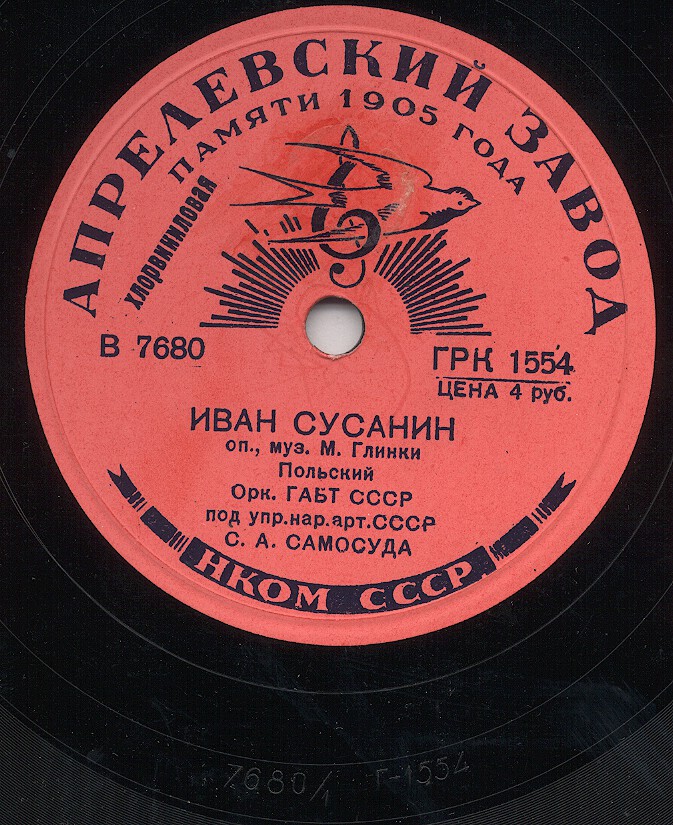 АПРЕЛЕВСКИЙ ЗАВОД
ПАМЯТИ 1905 ГОДА
хлорвиниловая
В 7680
ГРК 1554
ЦЕНА 4 руб.
ИВАН СУСАНИН
оп., муз. М. Глинки
Польский
Орк. ГАБТ СССР
под упр.нар.арт.СССР
С. А. САМОСУДА
НКОМ СССР
7680/1 Г-1554